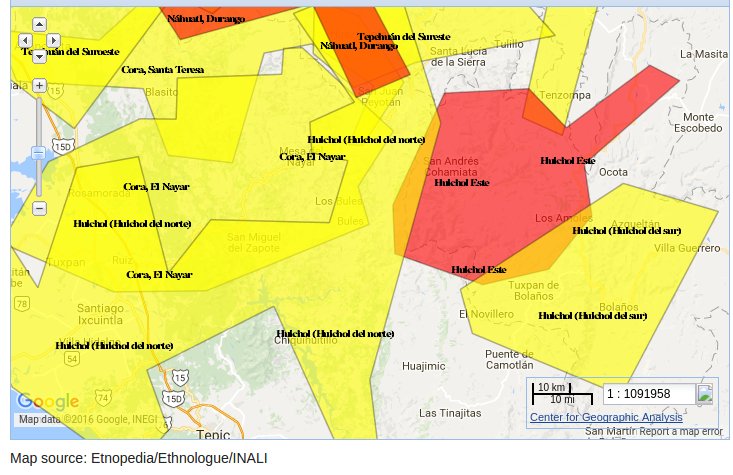 Náhuatl, Durango
Tepehuán del Sureste
Náhuatl, Durango
Tepehuán del Suroeste
Tulillo
Santa Lucía
de la Sierra
La Masita
Cora, Santa Teresa
Blasito
15
San Juan
Peyotán
Tenzompa
Monte
Escobedo
15D
Huichol (Huichol del norte)
Mesa del
Nayar
Cora, El Nayar
San Andrés
Cohamiata
Huichol Este
Huichol Este
Ocota
Rosamorada
Cora, El Nayar
Los Bules
Bules
Huichol (Huichol del norte)
Los Amoles
Azqueltán
Huichol (Huichol del sur)
Villa Guerrero
San Miguel
del Zapote
Tuxpan
Ruiz
Cora, El Nayar
Huichol Este
Tuxpan de
Bolaños
78
Santiago
Ixcuintla
Bolaños
El Novillero
Huichol (Huichol del sur)
Huichol (Huichol del norte)
Chiquihuitillo
Villa Hidalgo
Huichol (Huichol del norte)
54
Puente de
Camotlán
Huajimic
15
15D
74
Google
10 km
10 mi
1 : 1091958
Las Tinajitas
Center for Geographic Analysis
Map data ©2016 Google, INEGI
Tepic
San Martín
Report a map error
Map source: Etnopedia/Ethnologue/INALI